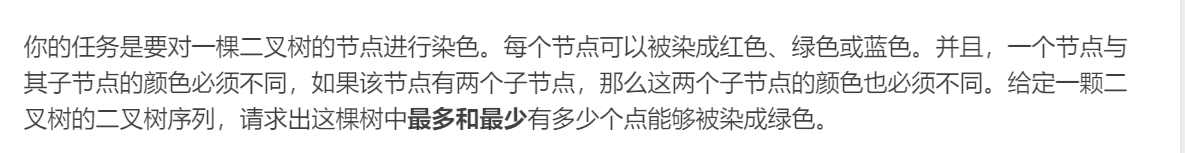 你的任务是要对一棵二叉树的节点进行染色。每个节点可以被染成红色、绿色或蓝色。并且，一个节点与
其子节点的颜色必须不同，如果该节点有两个子节点，那么这两个子节点的颜色也必须不同。给定一颗二
叉树的二叉树序列，请求出这棵树中最多和最少有多少个点能够被染成绿色。